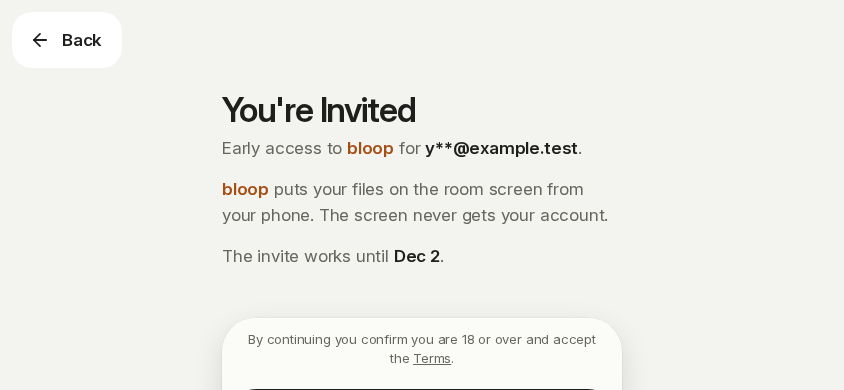 Back
You're Invited
Early access to bloop for y**@example.test.
bloop puts your files on the room screen from
your phone. The screen never gets your account.
The invite works until Dec 2.
By continuing you confirm you are 18 or over and accept
the Terms.